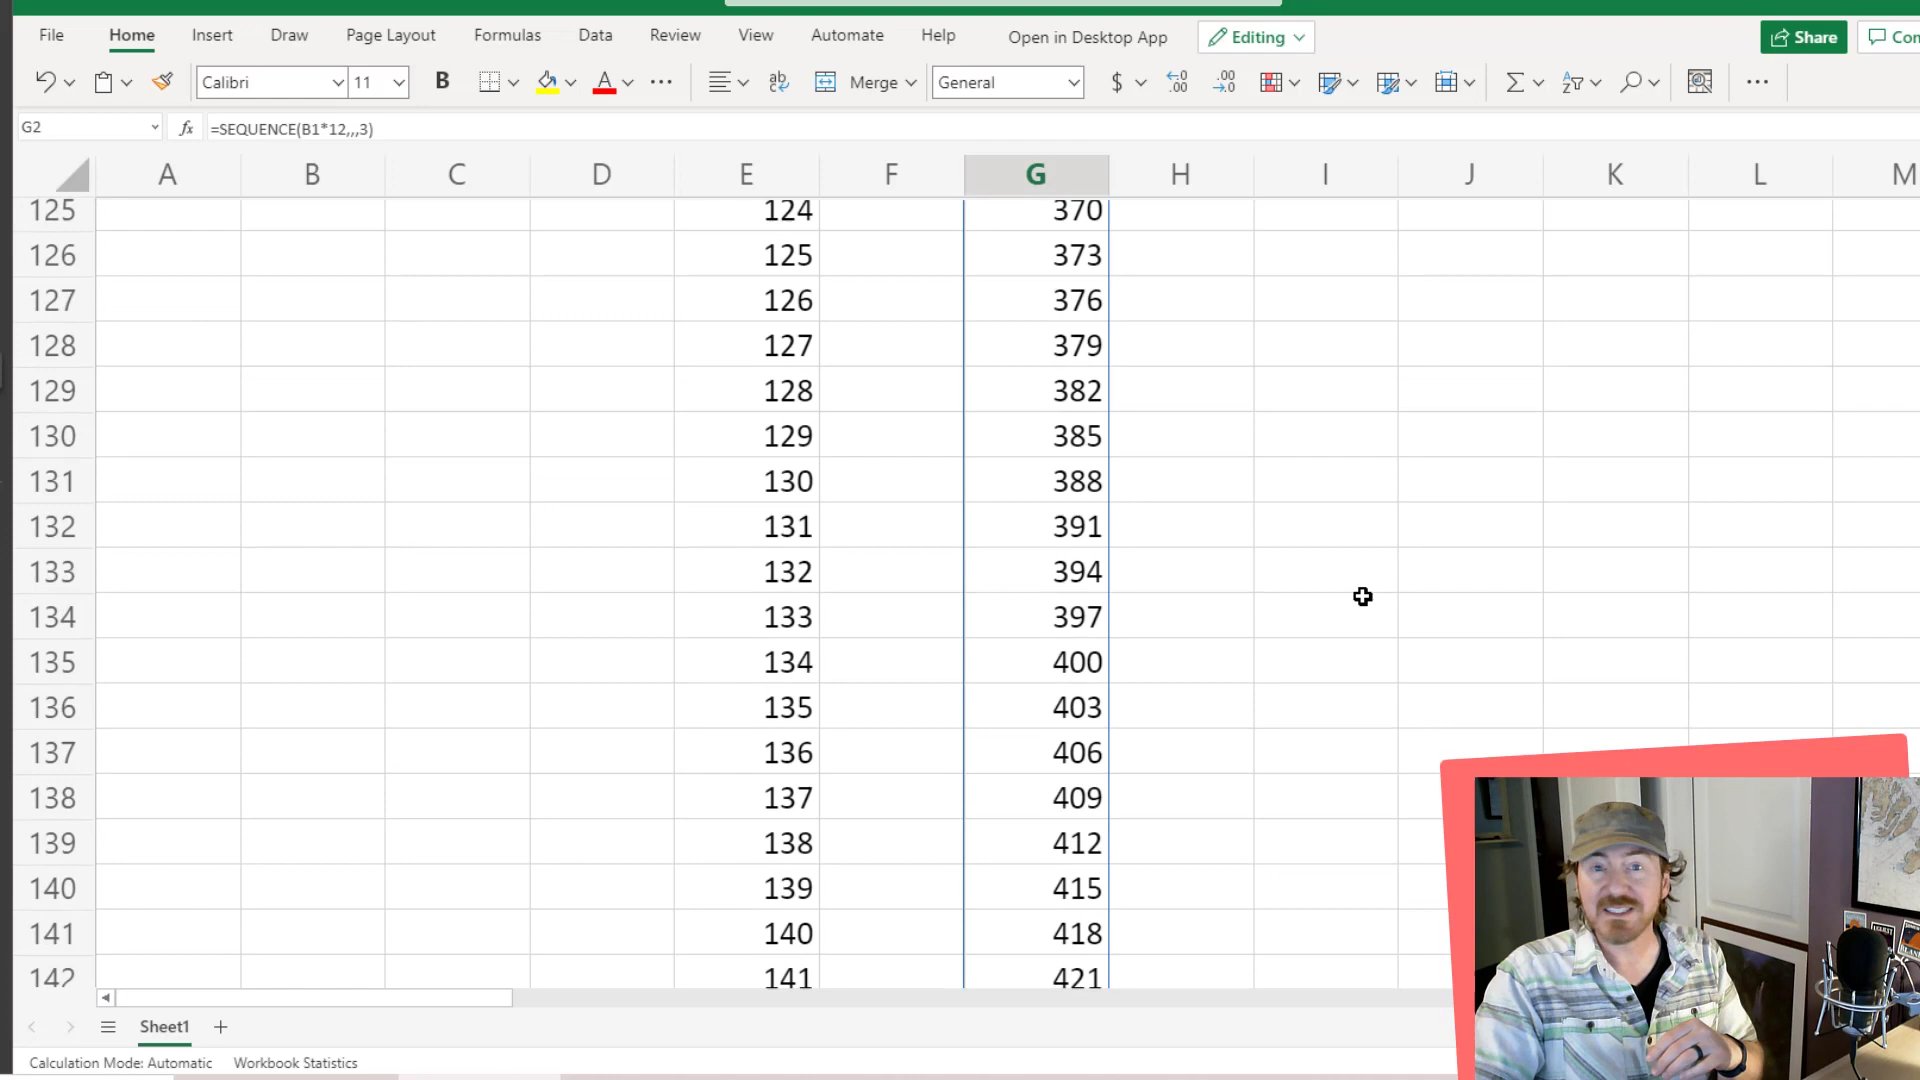 File Home Insert Draw Page Layout Formulas Data Review View Automate Help Open in Desktop App Editing Share
Calibri 11 B A ab Merge General $ .00
G2 fx =SEQUENCE(B1*12,,,3)
A B C D E F G H I J K L M
125 124 370
126 125 373
127 126 376
128 127 379
129 128 382
130 129 385
131 130 388
132 131 391
133 132 394
134 133 397
135 134 400
136 135 403
137 136 406
138 137 409
139 138 412
140 139 415
141 140 418
142 141 421
Sheet1
Calculation Mode: Automatic Workbook Statistics